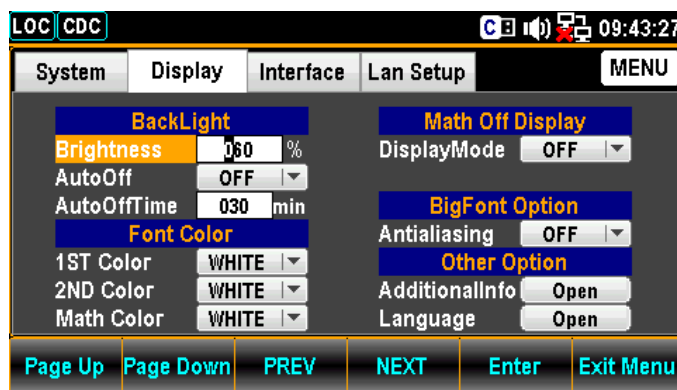 LOC CDC C 09:43:27
System Display Interface Lan Setup MENU
BackLight
Brightness 060 %
AutoOff OFF
AutoOffTime 030 min
Font Color
1ST Color WHITE
2ND Color WHITE
Math Color WHITE
Math Off Display
DisplayMode OFF
BigFont Option
Antialiasing OFF
Other Option
AdditionalInfo Open
Language Open
Page Up Page Down PREV NEXT Enter Exit Menu